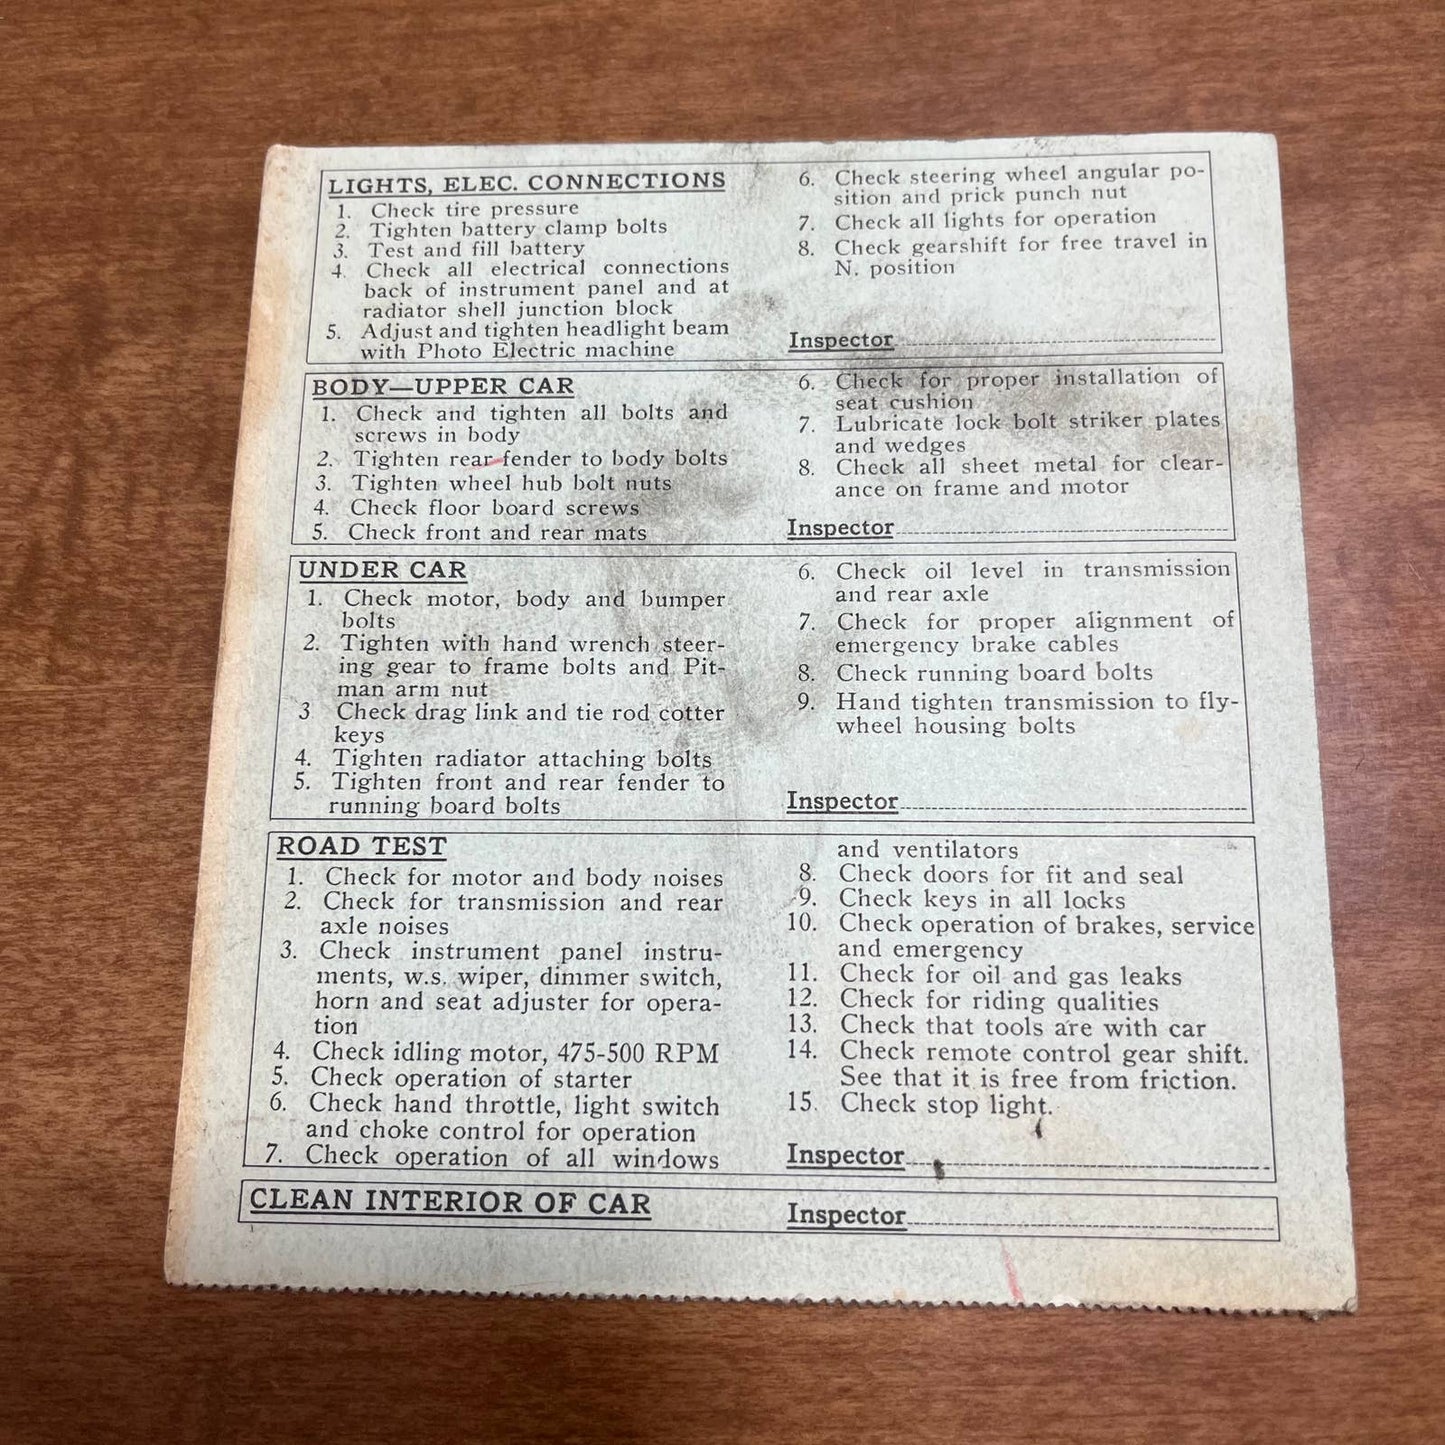 LIGHTS, ELEC. CONNECTIONS
1. Check tire pressure
2. Tighten battery clamp bolts
3. Test and fill battery
4. Check all electrical connections
back of instrument panel and at
radiator shell junction block
5. Adjust and tighten headlight beam
with Photo Electric machine
6. Check steering wheel angular po-
sition and prick punch nut
7. Check all lights for operation
8. Check gearshift for free travel in
N. position
Inspector
BODY—UPPER CAR
1. Check and tighten all bolts and
screws in body
2. Tighten rear fender to body bolts
3. Tighten wheel hub bolt nuts
4. Check floor board screws
5. Check front and rear mats
6. Check for proper installation of
seat cushion
7. Lubricate lock bolt striker plates
and wedges
8. Check all sheet metal for clear-
ance on frame and motor
Inspector
UNDER CAR
1. Check motor, body and bumper
bolts
2. Tighten with hand wrench steer-
ing gear to frame bolts and Pit-
man arm nut
3 Check drag link and tie rod cotter
keys
4. Tighten radiator attaching bolts
5. Tighten front and rear fender to
running board bolts
6. Check oil level in transmission
and rear axle
7. Check for proper alignment of
emergency brake cables
8. Check running board bolts
9. Hand tighten transmission to fly-
wheel housing bolts
Inspector
ROAD TEST
1. Check for motor and body noises
2. Check for transmission and rear
axle noises
3. Check instrument panel instru-
ments, w.s. wiper, dimmer switch,
horn and seat adjuster for opera-
tion
4. Check idling motor, 475-500 RPM
5. Check operation of starter
6. Check hand throttle, light switch
and choke control for operation
7. Check operation of all windows
and ventilators
8. Check doors for fit and seal
9. Check keys in all locks
10. Check operation of brakes, service
and emergency
11. Check for oil and gas leaks
12. Check for riding qualities
13. Check that tools are with car
14. Check remote control gear shift.
See that it is free from friction.
15. Check stop light.
Inspector
CLEAN INTERIOR OF CAR
Inspector